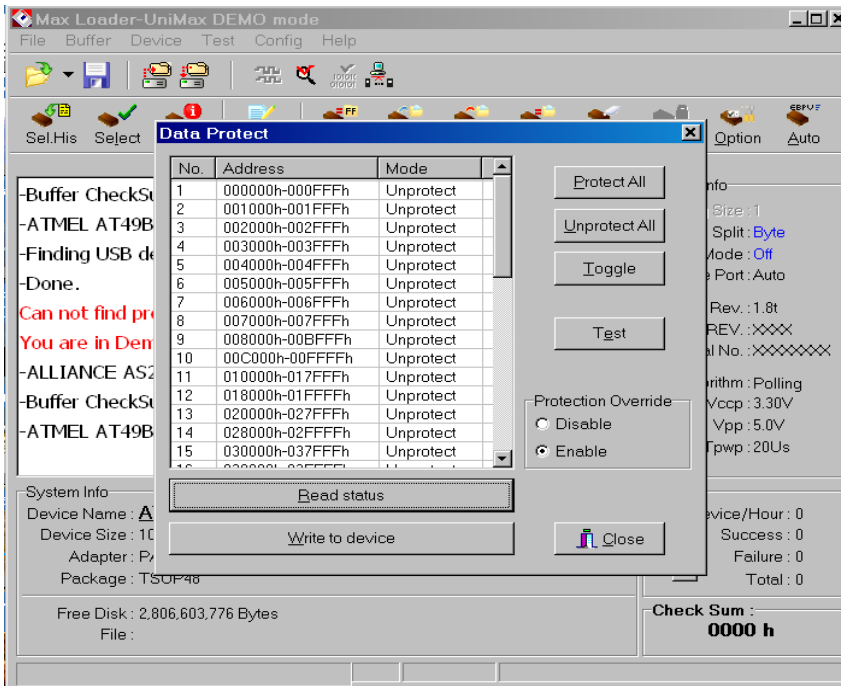 Max Loader-UniMax DEMO mode
File Buffer Device Test Config Help
Sel.His Select Option Auto
Data Protect
No. Address Mode
1 000000h-000FFFh Unprotect
2 001000h-001FFFh Unprotect
3 002000h-002FFFh Unprotect
4 003000h-003FFFh Unprotect
5 004000h-004FFFh Unprotect
6 005000h-005FFFh Unprotect
7 006000h-006FFFh Unprotect
8 007000h-007FFFh Unprotect
9 008000h-00BFFFh Unprotect
10 00C000h-00FFFFh Unprotect
11 010000h-017FFFh Unprotect
12 018000h-01FFFFh Unprotect
13 020000h-027FFFh Unprotect
14 028000h-02FFFFh Unprotect
15 030000h-037FFFh Unprotect
Protect All
Unprotect All
Toggle
Test
Protection Override
Disable
Enable
Read status
Write to device
Close
-Buffer CheckSu
-ATMEL AT49B
-Finding USB de
-Done.
Can not find pr
You are in Dem
-ALLIANCE AS2
-Buffer CheckSu
-ATMEL AT49B
nfo
Size : 1
Split : Byte
Mode : Off
Port : Auto
Rev. : 1.8t
REV. : XXXX
al No. : XXXXXXXX
rithm : Polling
Vccp : 3.30V
Vpp : 5.0V
Tpwp : 20Us
System Info
Device Name : A
Device Size : 10
Adapter : PA
Package : TSOP48
Free Disk : 2,806,603,776 Bytes
File :
evice/Hour : 0
Success : 0
Failure : 0
Total : 0
Check Sum :
0000 h